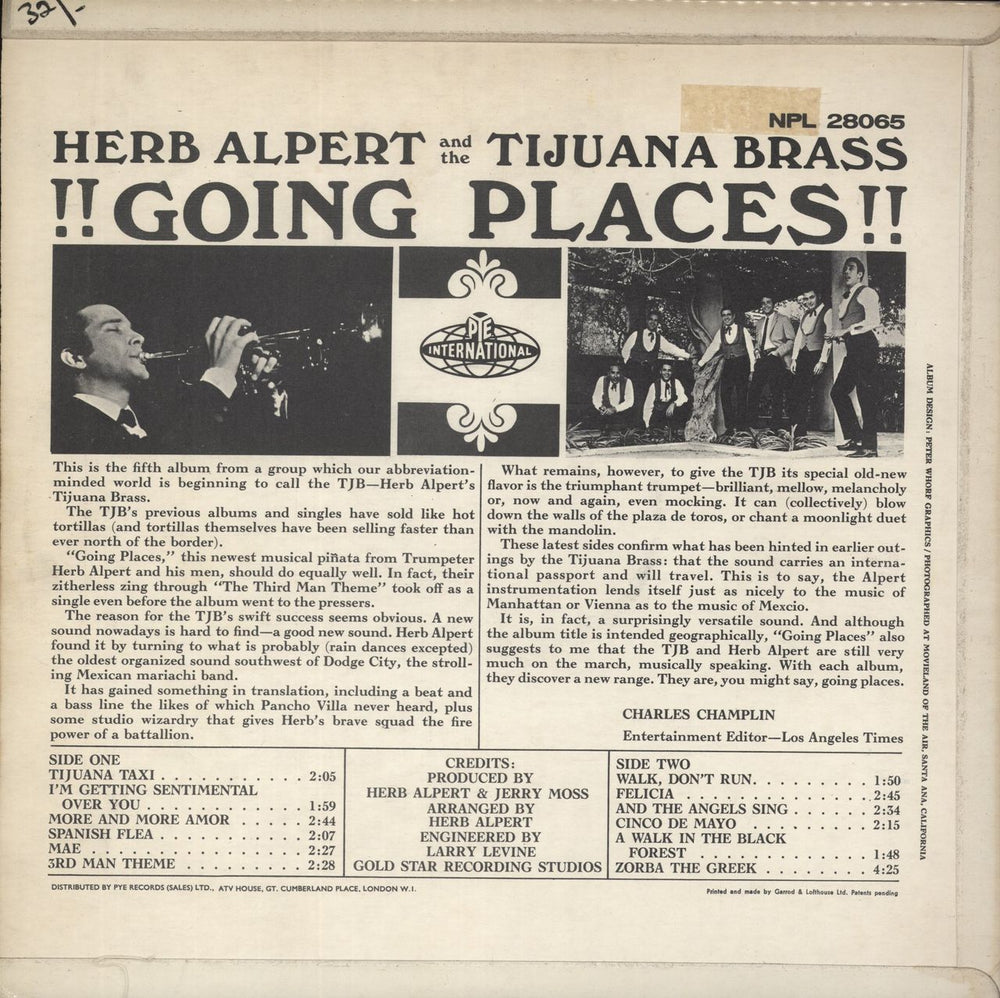 32/-
NPL 28065
HERB ALPERT and the TIJUANA BRASS
!! GOING PLACES !!
PYE
INTERNATIONAL
This is the fifth album from a group which our abbreviation-
minded world is beginning to call the TJB—Herb Alpert's
Tijuana Brass.
The TJB's previous albums and singles have sold like hot
tortillas (and tortillas themselves have been selling faster than
ever north of the border).
“Going Places,” this newest musical piñata from Trumpeter
Herb Alpert and his men, should do equally well. In fact, their
zitherless zing through “The Third Man Theme” took off as a
single even before the album went to the pressers.
The reason for the TJB's swift success seems obvious. A new
sound nowadays is hard to find—a good new sound. Herb Alpert
found it by turning to what is probably (rain dances excepted)
the oldest organized sound southwest of Dodge City, the stroll-
ing Mexican mariachi band.
It has gained something in translation, including a beat and
a bass line the likes of which Pancho Villa never heard, plus
some studio wizardry that gives Herb's brave squad the fire
power of a battallion.
What remains, however, to give the TJB its special old-new
flavor is the triumphant trumpet—brilliant, mellow, melancholy
or, now and again, even mocking. It can (collectively) blow
down the walls of the plaza de toros, or chant a moonlight duet
with the mandolin.
These latest sides confirm what has been hinted in earlier out-
ings by the Tijuana Brass: that the sound carries an interna-
tional passport and will travel. This is to say, the Alpert
instrumentation lends itself just as nicely to the music of
Manhattan or Vienna as to the music of Mexcio.
It is, in fact, a surprisingly versatile sound. And although
the album title is intended geographically, “Going Places” also
suggests to me that the TJB and Herb Alpert are still very
much on the march, musically speaking. With each album,
they discover a new range. They are, you might say, going places.
CHARLES CHAMPLIN
Entertainment Editor—Los Angeles Times
ALBUM DESIGN: PETER WHORF GRAPHICS / PHOTOGRAPHED AT MOVIELAND OF THE AIR, SANTA ANA, CALIFORNIA
SIDE ONE
TIJUANA TAXI . . . . . . . . . . . . 2:05
I'M GETTING SENTIMENTAL
OVER YOU . . . . . . . . . . . . . 1:59
MORE AND MORE AMOR . . . . . . 2:44
SPANISH FLEA . . . . . . . . . . . . 2:07
MAE . . . . . . . . . . . . . . . . . 2:27
3RD MAN THEME . . . . . . . . . . 2:28
CREDITS:
PRODUCED BY
HERB ALPERT & JERRY MOSS
ARRANGED BY
HERB ALPERT
ENGINEERED BY
LARRY LEVINE
GOLD STAR RECORDING STUDIOS
SIDE TWO
WALK, DON'T RUN. . . . . . . . . 1:50
FELICIA . . . . . . . . . . . . . . . 2:45
AND THE ANGELS SING . . . . . . 2:34
CINCO DE MAYO . . . . . . . . . . 2:15
A WALK IN THE BLACK
FOREST . . . . . . . . . . . . . . 1:48
ZORBA THE GREEK . . . . . . . . 4:25
DISTRIBUTED BY PYE RECORDS (SALES) LTD., ATV HOUSE, GT. CUMBERLAND PLACE, LONDON W.I.
Printed and made by Garrod & Lofthouse Ltd. Patents pending